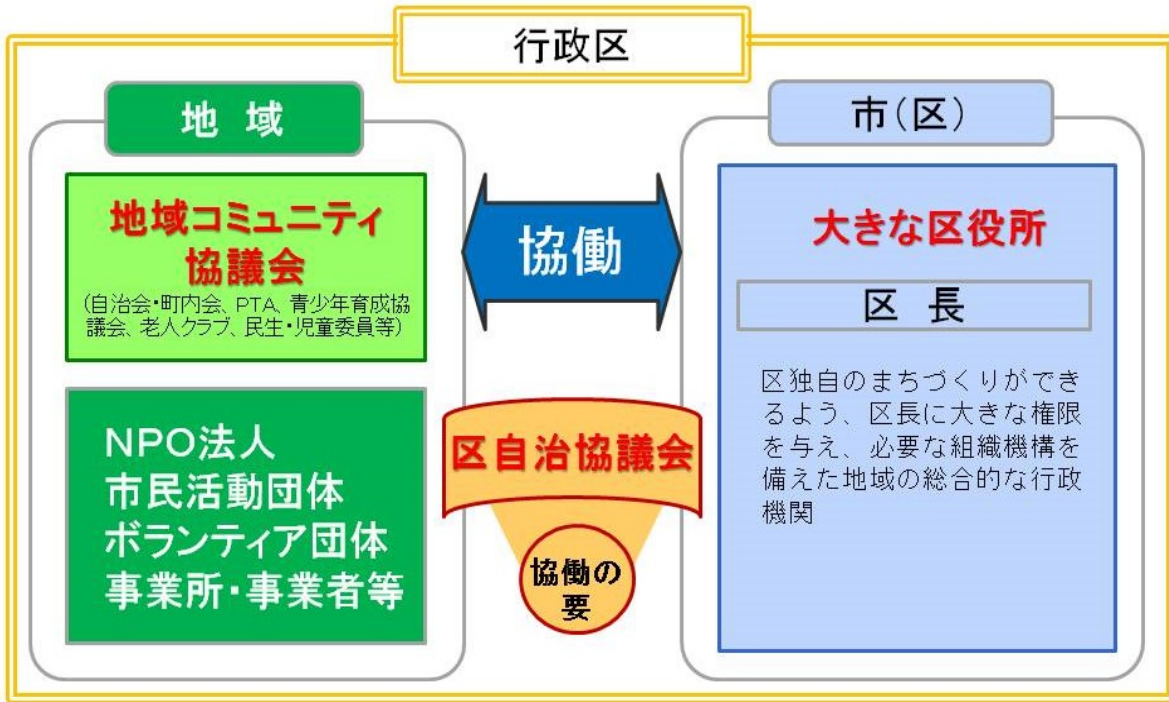 行政区
地 域
地域コミュニティ
協議会
(自治会・町内会、PTA、青少年育成協
議会、老人クラブ、民生・児童委員等)
NPO法人
市民活動団体
ボランティア団体
事業所・事業者等
協働
区自治協議会
協働の
要
市(区)
大きな区役所
区 長
区独自のまちづくりができ
るよう、区長に大きな権限
を与え、必要な組織機構を
備えた地域の総合的な行政
機関